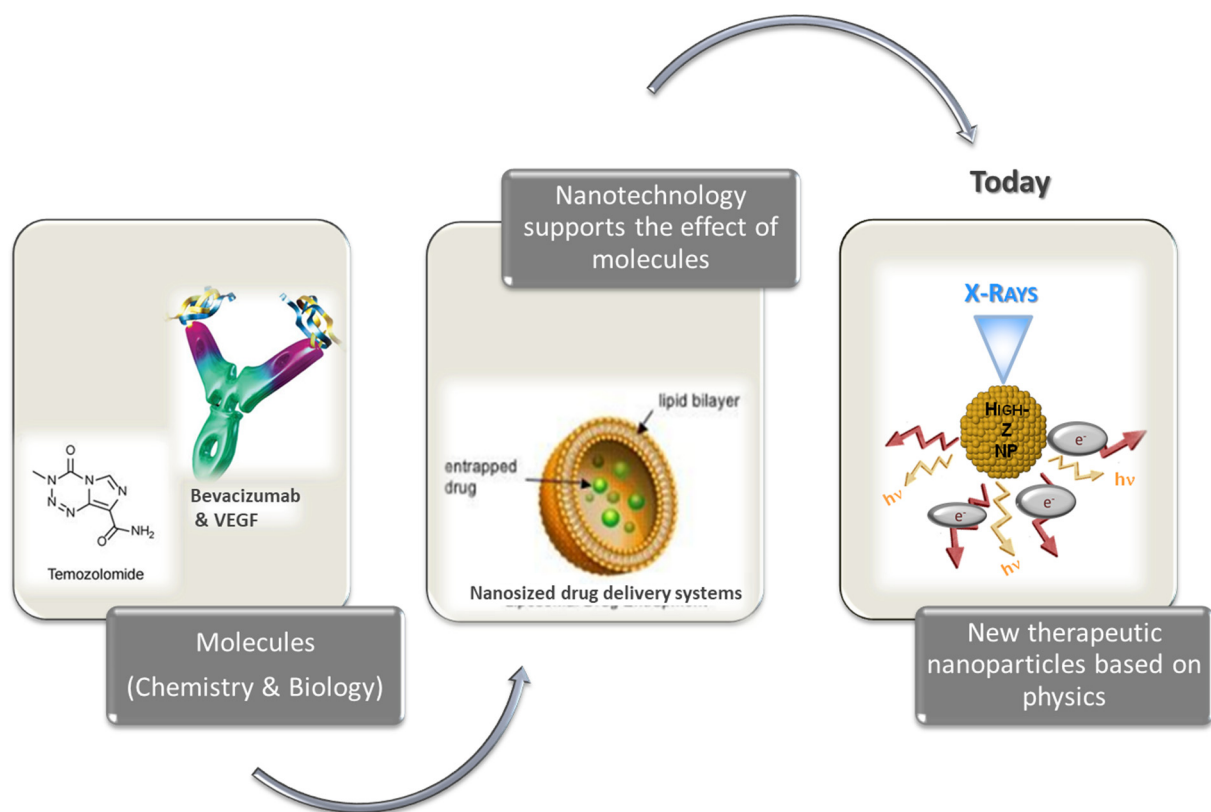 Nanotechnology
supports the effect of
molecules
Today
Bevacizumab
& VEGF
O
N
N
N
N
N
N
O
NH₂
Temozolomide
Molecules
(Chemistry & Biology)
lipid bilayer
entrapped
drug
Nanosized drug delivery systems
X-RAYS
HIGH-
Z
NP
e⁻
e⁻
e⁻
hν
hν
hν
New therapeutic
nanoparticles based on
physics